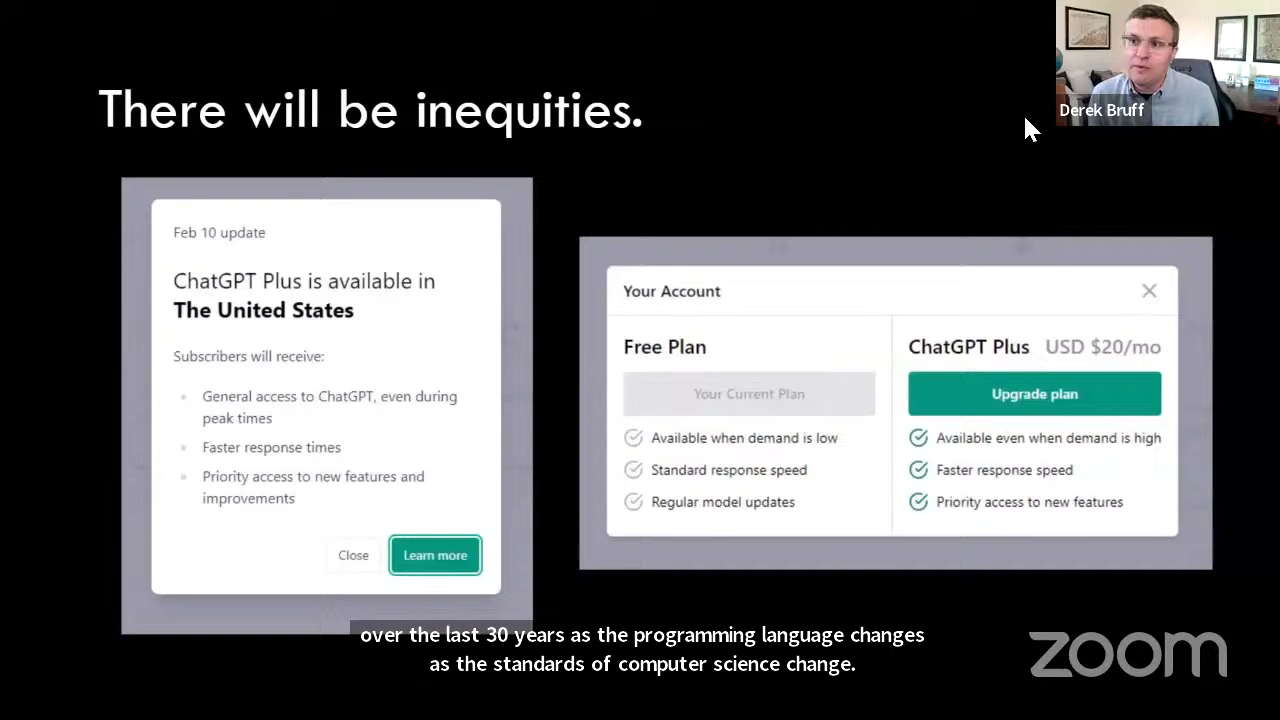 There will be inequities.
Derek Bruff
Feb 10 update
ChatGPT Plus is available in
The United States
Subscribers will receive:
General access to ChatGPT, even during
peak times
Faster response times
Priority access to new features and
improvements
Close
Learn more
Your Account
Free Plan
Your Current Plan
Available when demand is low
Standard response speed
Regular model updates
ChatGPT Plus USD $20/mo
Upgrade plan
Available even when demand is high
Faster response speed
Priority access to new features
over the last 30 years as the programming language changes
as the standards of computer science change.
zoom